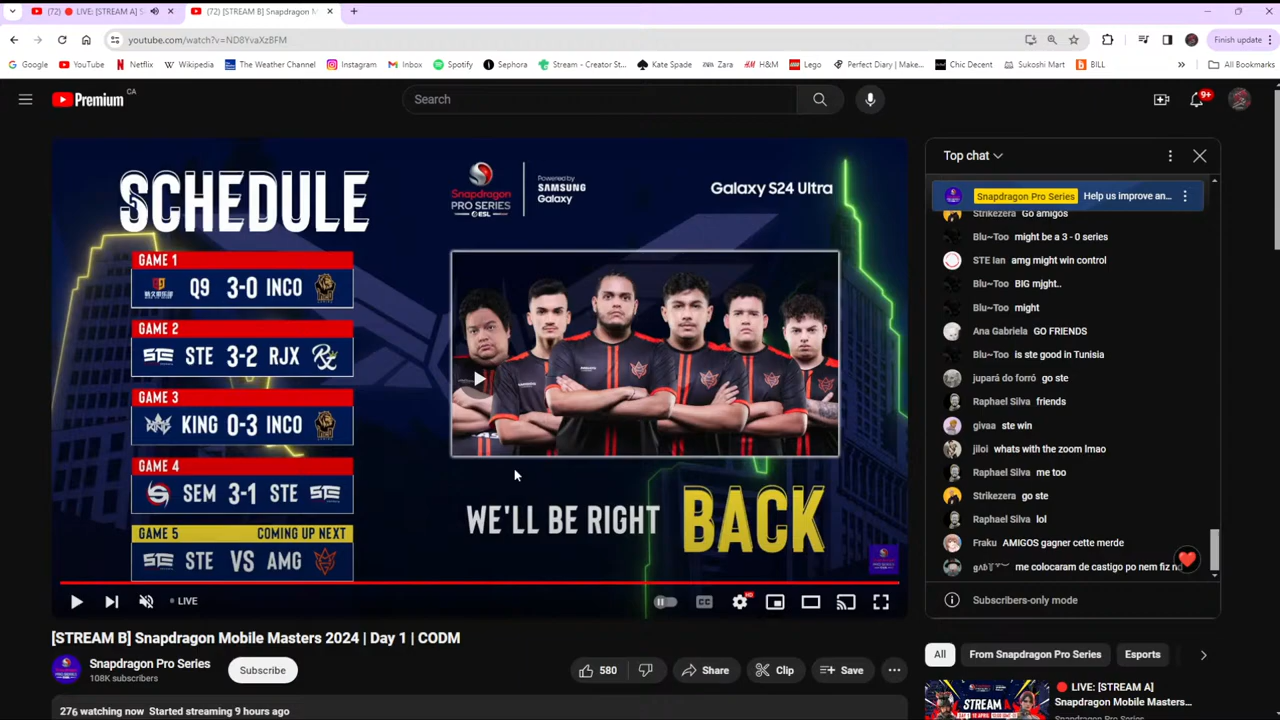 (72) 🔴 LIVE: [STREAM A] S
(72) [STREAM B] Snapdragon M
youtube.com/watch?v=ND8YvaXzBFM
Finish update
Google
YouTube
Netflix
Wikipedia
The Weather Channel
Instagram
Inbox
Spotify
Sephora
Stream - Creator St...
Kate Spade
Zara
H&M
Lego
Perfect Diary | Make...
Chic Decent
Sukoshi Mart
BILL
All Bookmarks
Premium CA
Search
9+
SCHEDULE
Snapdragon
PRO SERIES
ESL
Powered by
SAMSUNG
Galaxy
Galaxy S24 Ultra
GAME 1
Q9 3-0 INCO
GAME 2
STE 3-2 RJX
GAME 3
KING 0-3 INCO
GAME 4
SEM 3-1 STE
GAME 5 COMING UP NEXT
STE VS AMG
WE'LL BE RIGHT BACK
LIVE
HD
Top chat
Snapdragon Pro Series Help us improve an...
Strikezera Go amigos
Blu~Too might be a 3 - 0 series
STE Ian amg might win control
Blu~Too BIG might..
Blu~Too might
Ana Gabriela GO FRIENDS
Blu~Too is ste good in Tunisia
jupará do forró go ste
Raphael Silva friends
givaa ste win
jiloi whats with the zoom lmao
Raphael Silva me too
Strikezera go ste
Raphael Silva lol
Fraku AMIGOS gagner cette merde
me colocaram de castigo po nem fiz
Subscribers-only mode
[STREAM B] Snapdragon Mobile Masters 2024 | Day 1 | CODM
Snapdragon Pro Series
108K subscribers
Subscribe
580
Share
Clip
Save
276 watching now Started streaming 9 hours ago
All
From Snapdragon Pro Series
Esports
STREAM A
🔴 LIVE: [STREAM A]
Snapdragon Mobile Masters...
Snapdragon Pro Series